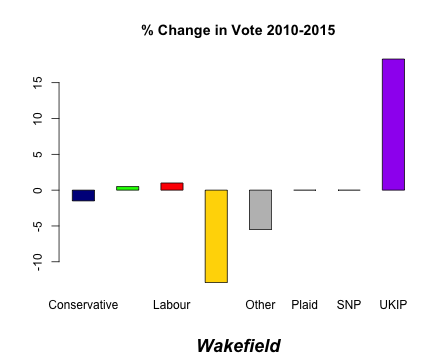 % Change in Vote 2010-2015
15
10
5
0
-5
-10
Conservative Labour Other Plaid SNP UKIP
Wakefield